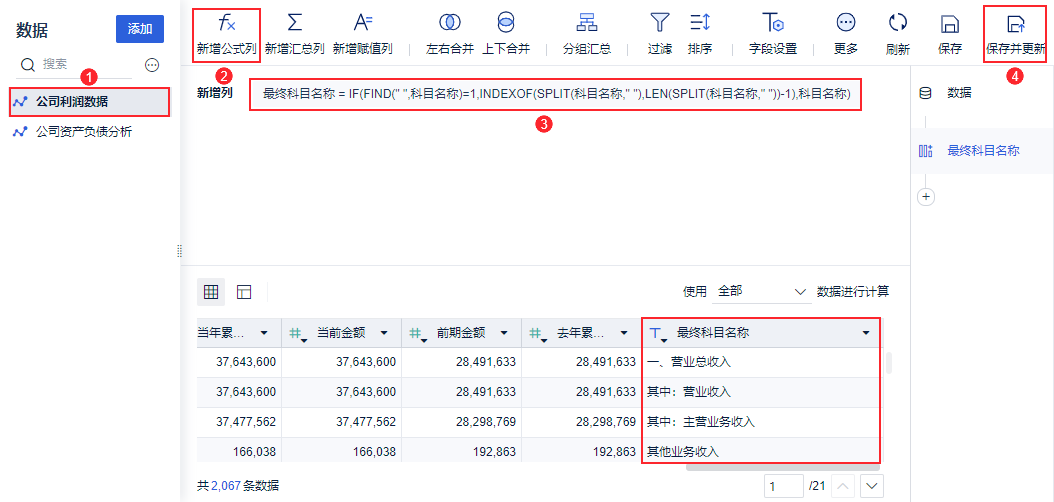 数据
添加
搜索
1
公司利润数据
公司资产负债分析
新增公式列
新增汇总列
新增赋值列
左右合并
上下合并
分组汇总
过滤
排序
字段设置
更多
刷新
保存
保存并更新
2
4
新增列
最终科目名称 = IF(FIND(" ",科目名称)=1,INDEXOF(SPLIT(科目名称," "),LEN(SPLIT(科目名称," "))-1),科目名称)
3
数据
最终科目名称
使用 全部 数据进行计算
当年累... 当前金额 前期金额 去年累... 最终科目名称
37,643,600 37,643,600 28,491,633 28,491,633 一、营业总收入
37,643,600 37,643,600 28,491,633 28,491,633 其中：营业收入
37,477,562 37,477,562 28,298,769 28,298,769 其中：主营业务收入
166,038 166,038 192,863 192,863 其他业务收入
共 2,067 条数据
1 /21